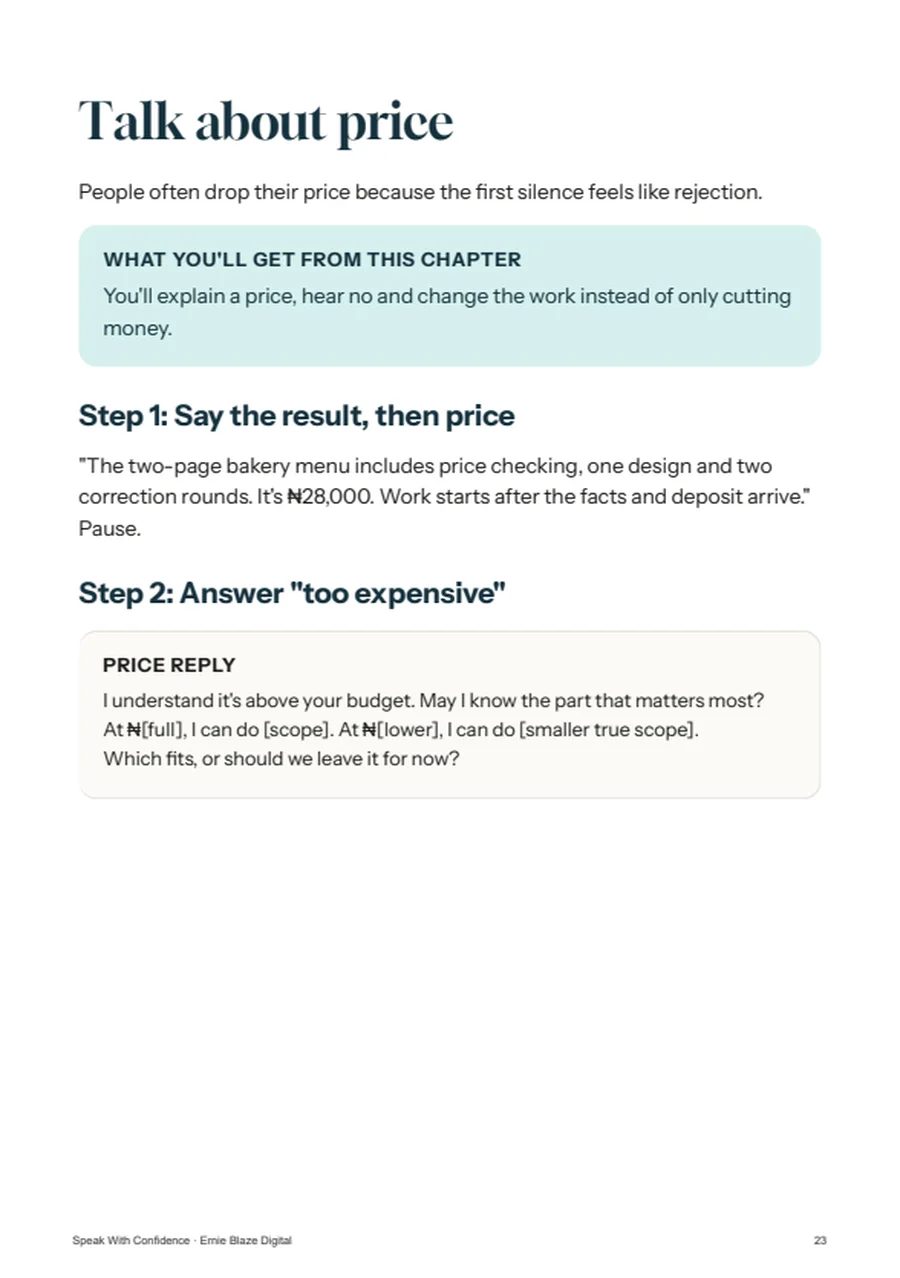 Talk about price
People often drop their price because the first silence feels like rejection.
WHAT YOU'LL GET FROM THIS CHAPTER
You'll explain a price, hear no and change the work instead of only cutting
money.
Step 1: Say the result, then price
"The two-page bakery menu includes price checking, one design and two
correction rounds. It's ₦28,000. Work starts after the facts and deposit arrive."
Pause.
Step 2: Answer "too expensive"
PRICE REPLY
I understand it's above your budget. May I know the part that matters most?
At ₦[full], I can do [scope]. At ₦[lower], I can do [smaller true scope].
Which fits, or should we leave it for now?
Speak With Confidence · Ernie Blaze Digital
23